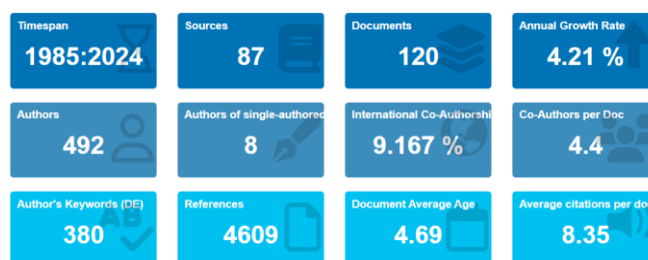 Timespan
1985:2024
Sources
87
Documents
120
Annual Growth Rate
4.21 %
Authors
492
Authors of single-authored
8
International Co-Authorshi
9.167 %
Co-Authors per Doc
4.4
Author's Keywords (DE)
380
References
4609
Document Average Age
4.69
Average citations per doc
8.35
AB